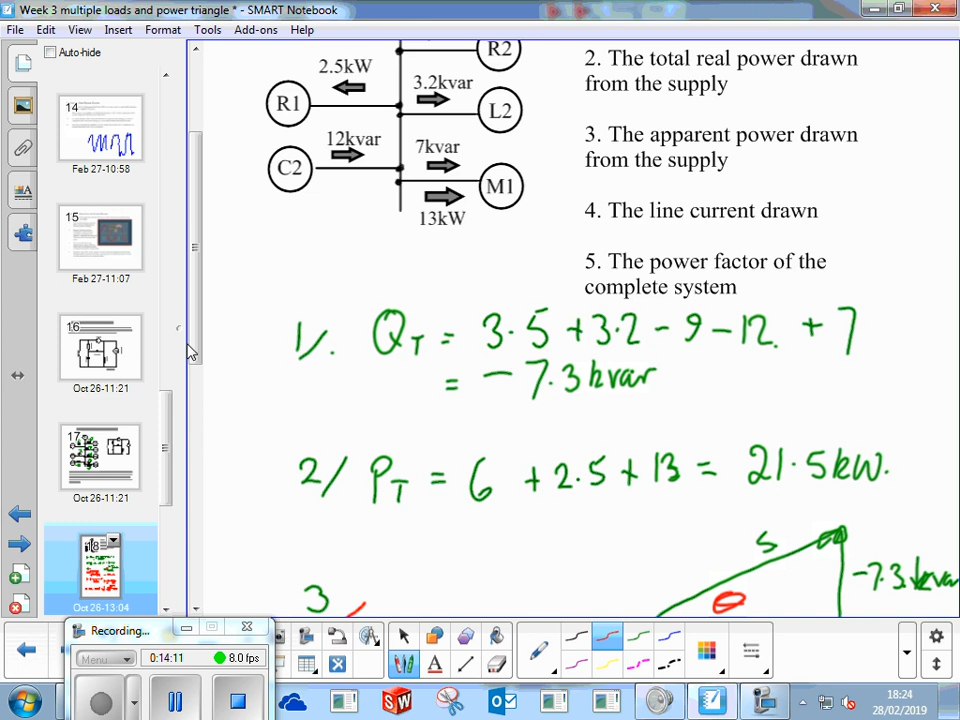 Week 3 multiple loads and power triangle * - SMART Notebook
File Edit View Insert Format Tools Add-ons Help
Auto-hide
14
Feb 27-10:58
15
Feb 27-11:07
16
Oct 26-11:21
17
Oct 26-11:21
18
Oct 26-13:04
R2
2.5kW
3.2kvar
R1
L2
12kvar
7kvar
C2
M1
13kW
2. The total real power drawn
from the supply
3. The apparent power drawn
from the supply
4. The line current drawn
5. The power factor of the
complete system
1/. QT = 3.5 + 3.2 - 9 - 12. + 7
= - 7.3 kvar
2/ PT = 6 + 2.5 + 13 = 21.5 kW.
S
-7.3 kvar
θ
3
Recording...
Menu
0:14:11
8.0 fps
A
18:24
28/02/2019